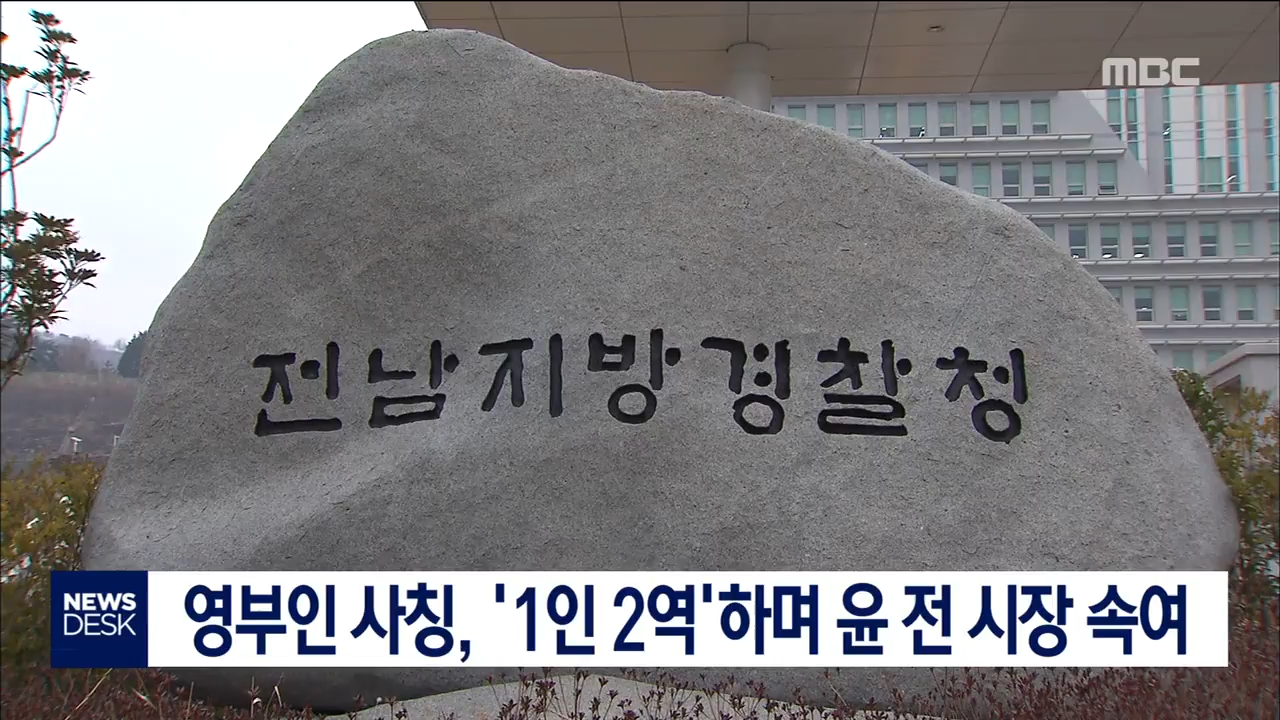 MBC
전남지방경찰청
NEWS
DESK
영부인 사칭, '1인 2역'하며 윤 전 시장 속여